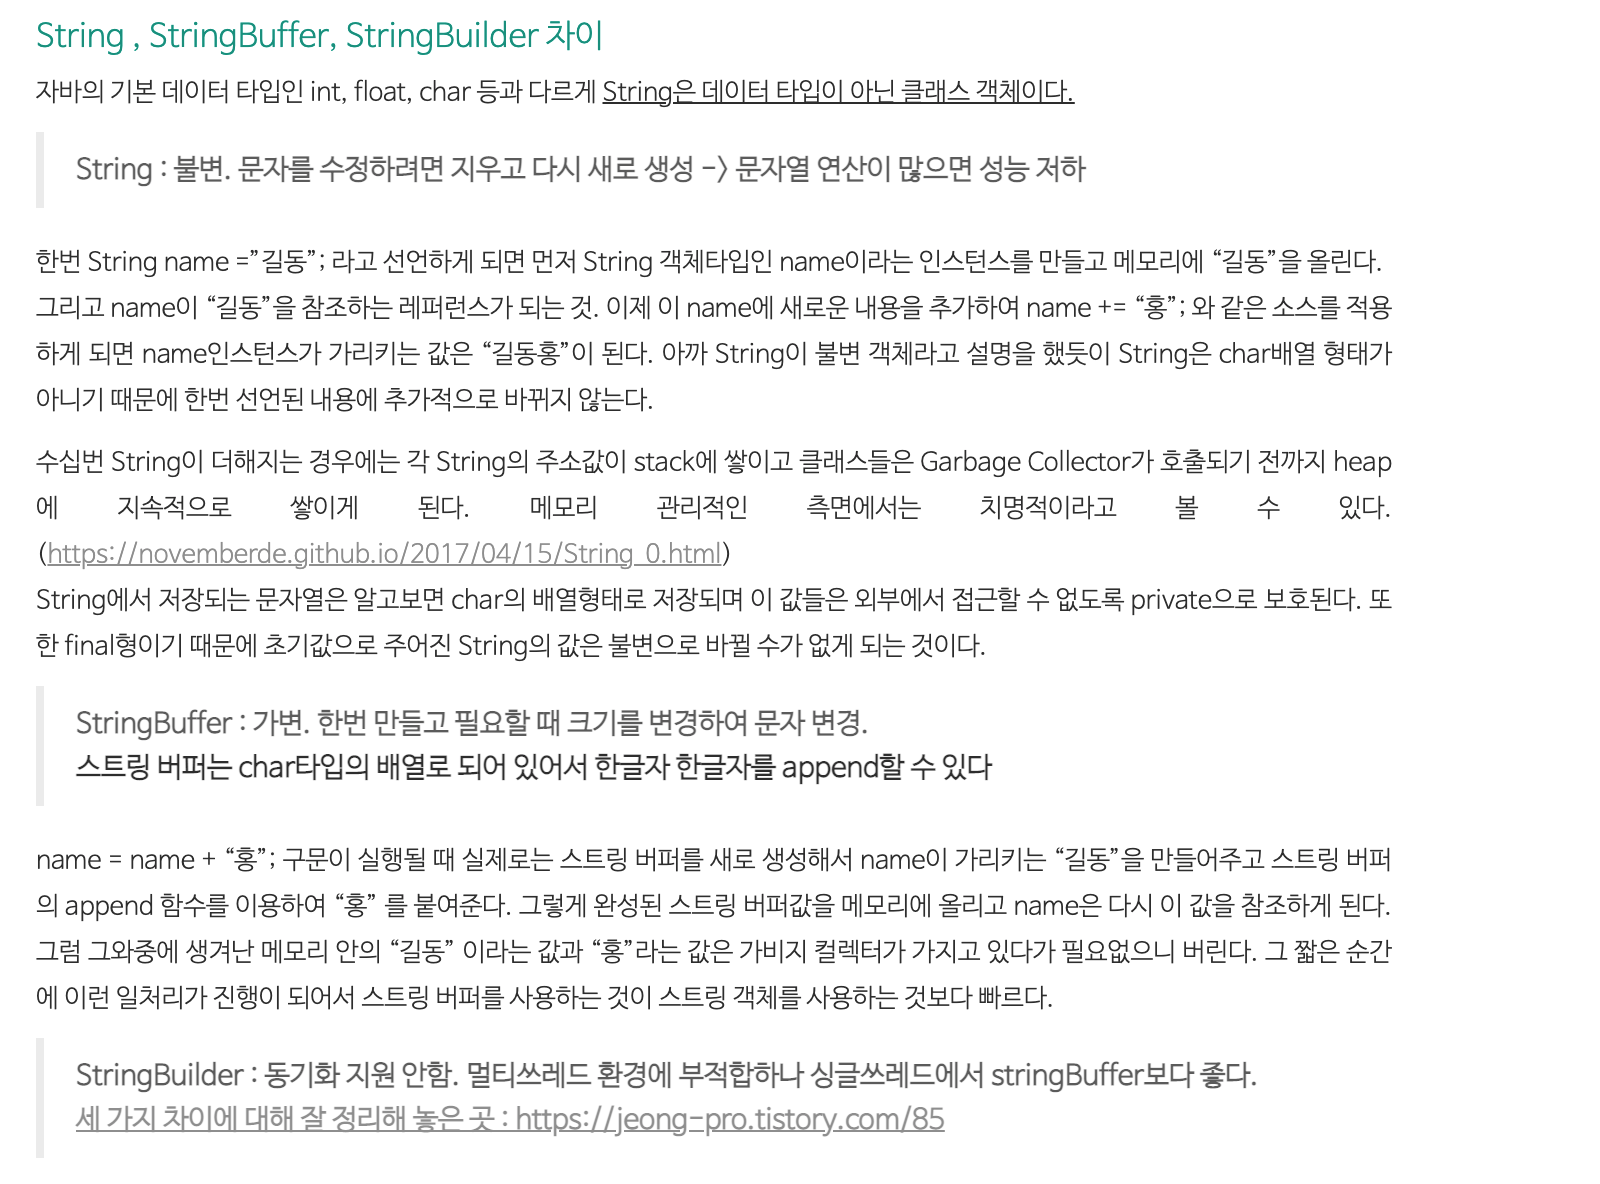 String , StringBuffer, StringBuilder 차이
자바의 기본 데이터 타입인 int, float, char 등과 다르게 String은 데이터 타입이 아닌 클래스 객체이다.
String : 불변. 문자를 수정하려면 지우고 다시 새로 생성 -> 문자열 연산이 많으면 성능 저하
한번 String name =”길동”; 라고 선언하게 되면 먼저 String 객체타입인 name이라는 인스턴스를 만들고 메모리에 “길동”을 올린다.
그리고 name이 “길동”을 참조하는 레퍼런스가 되는 것. 이제 이 name에 새로운 내용을 추가하여 name += “홍”; 와 같은 소스를 적용
하게 되면 name인스턴스가 가리키는 값은 “길동홍”이 된다. 아까 String이 불변 객체라고 설명을 했듯이 String은 char배열 형태가
아니기 때문에 한번 선언된 내용에 추가적으로 바뀌지 않는다.
수십번 String이 더해지는 경우에는 각 String의 주소값이 stack에 쌓이고 클래스들은 Garbage Collector가 호출되기 전까지 heap
에 지속적으로 쌓이게 된다. 메모리 관리적인 측면에서는 치명적이라고 볼 수 있다.
(https://novemberde.github.io/2017/04/15/String_0.html)
String에서 저장되는 문자열은 알고보면 char의 배열형태로 저장되며 이 값들은 외부에서 접근할 수 없도록 private으로 보호된다. 또
한 final형이기 때문에 초기값으로 주어진 String의 값은 불변으로 바뀔 수가 없게 되는 것이다.
StringBuffer : 가변. 한번 만들고 필요할 때 크기를 변경하여 문자 변경.
스트링 버퍼는 char타입의 배열로 되어 있어서 한글자 한글자를 append할 수 있다
name = name + “홍”; 구문이 실행될 때 실제로는 스트링 버퍼를 새로 생성해서 name이 가리키는 “길동”을 만들어주고 스트링 버퍼
의 append 함수를 이용하여 “홍” 를 붙여준다. 그렇게 완성된 스트링 버퍼값을 메모리에 올리고 name은 다시 이 값을 참조하게 된다.
그럼 그와중에 생겨난 메모리 안의 “길동” 이라는 값과 “홍”라는 값은 가비지 컬렉터가 가지고 있다가 필요없으니 버린다. 그 짧은 순간
에 이런 일처리가 진행이 되어서 스트링 버퍼를 사용하는 것이 스트링 객체를 사용하는 것보다 빠르다.
StringBuilder : 동기화 지원 안함. 멀티쓰레드 환경에 부적합하나 싱글쓰레드에서 stringBuffer보다 좋다.
세 가지 차이에 대해 잘 정리해 놓은 곳 : https://jeong-pro.tistory.com/85